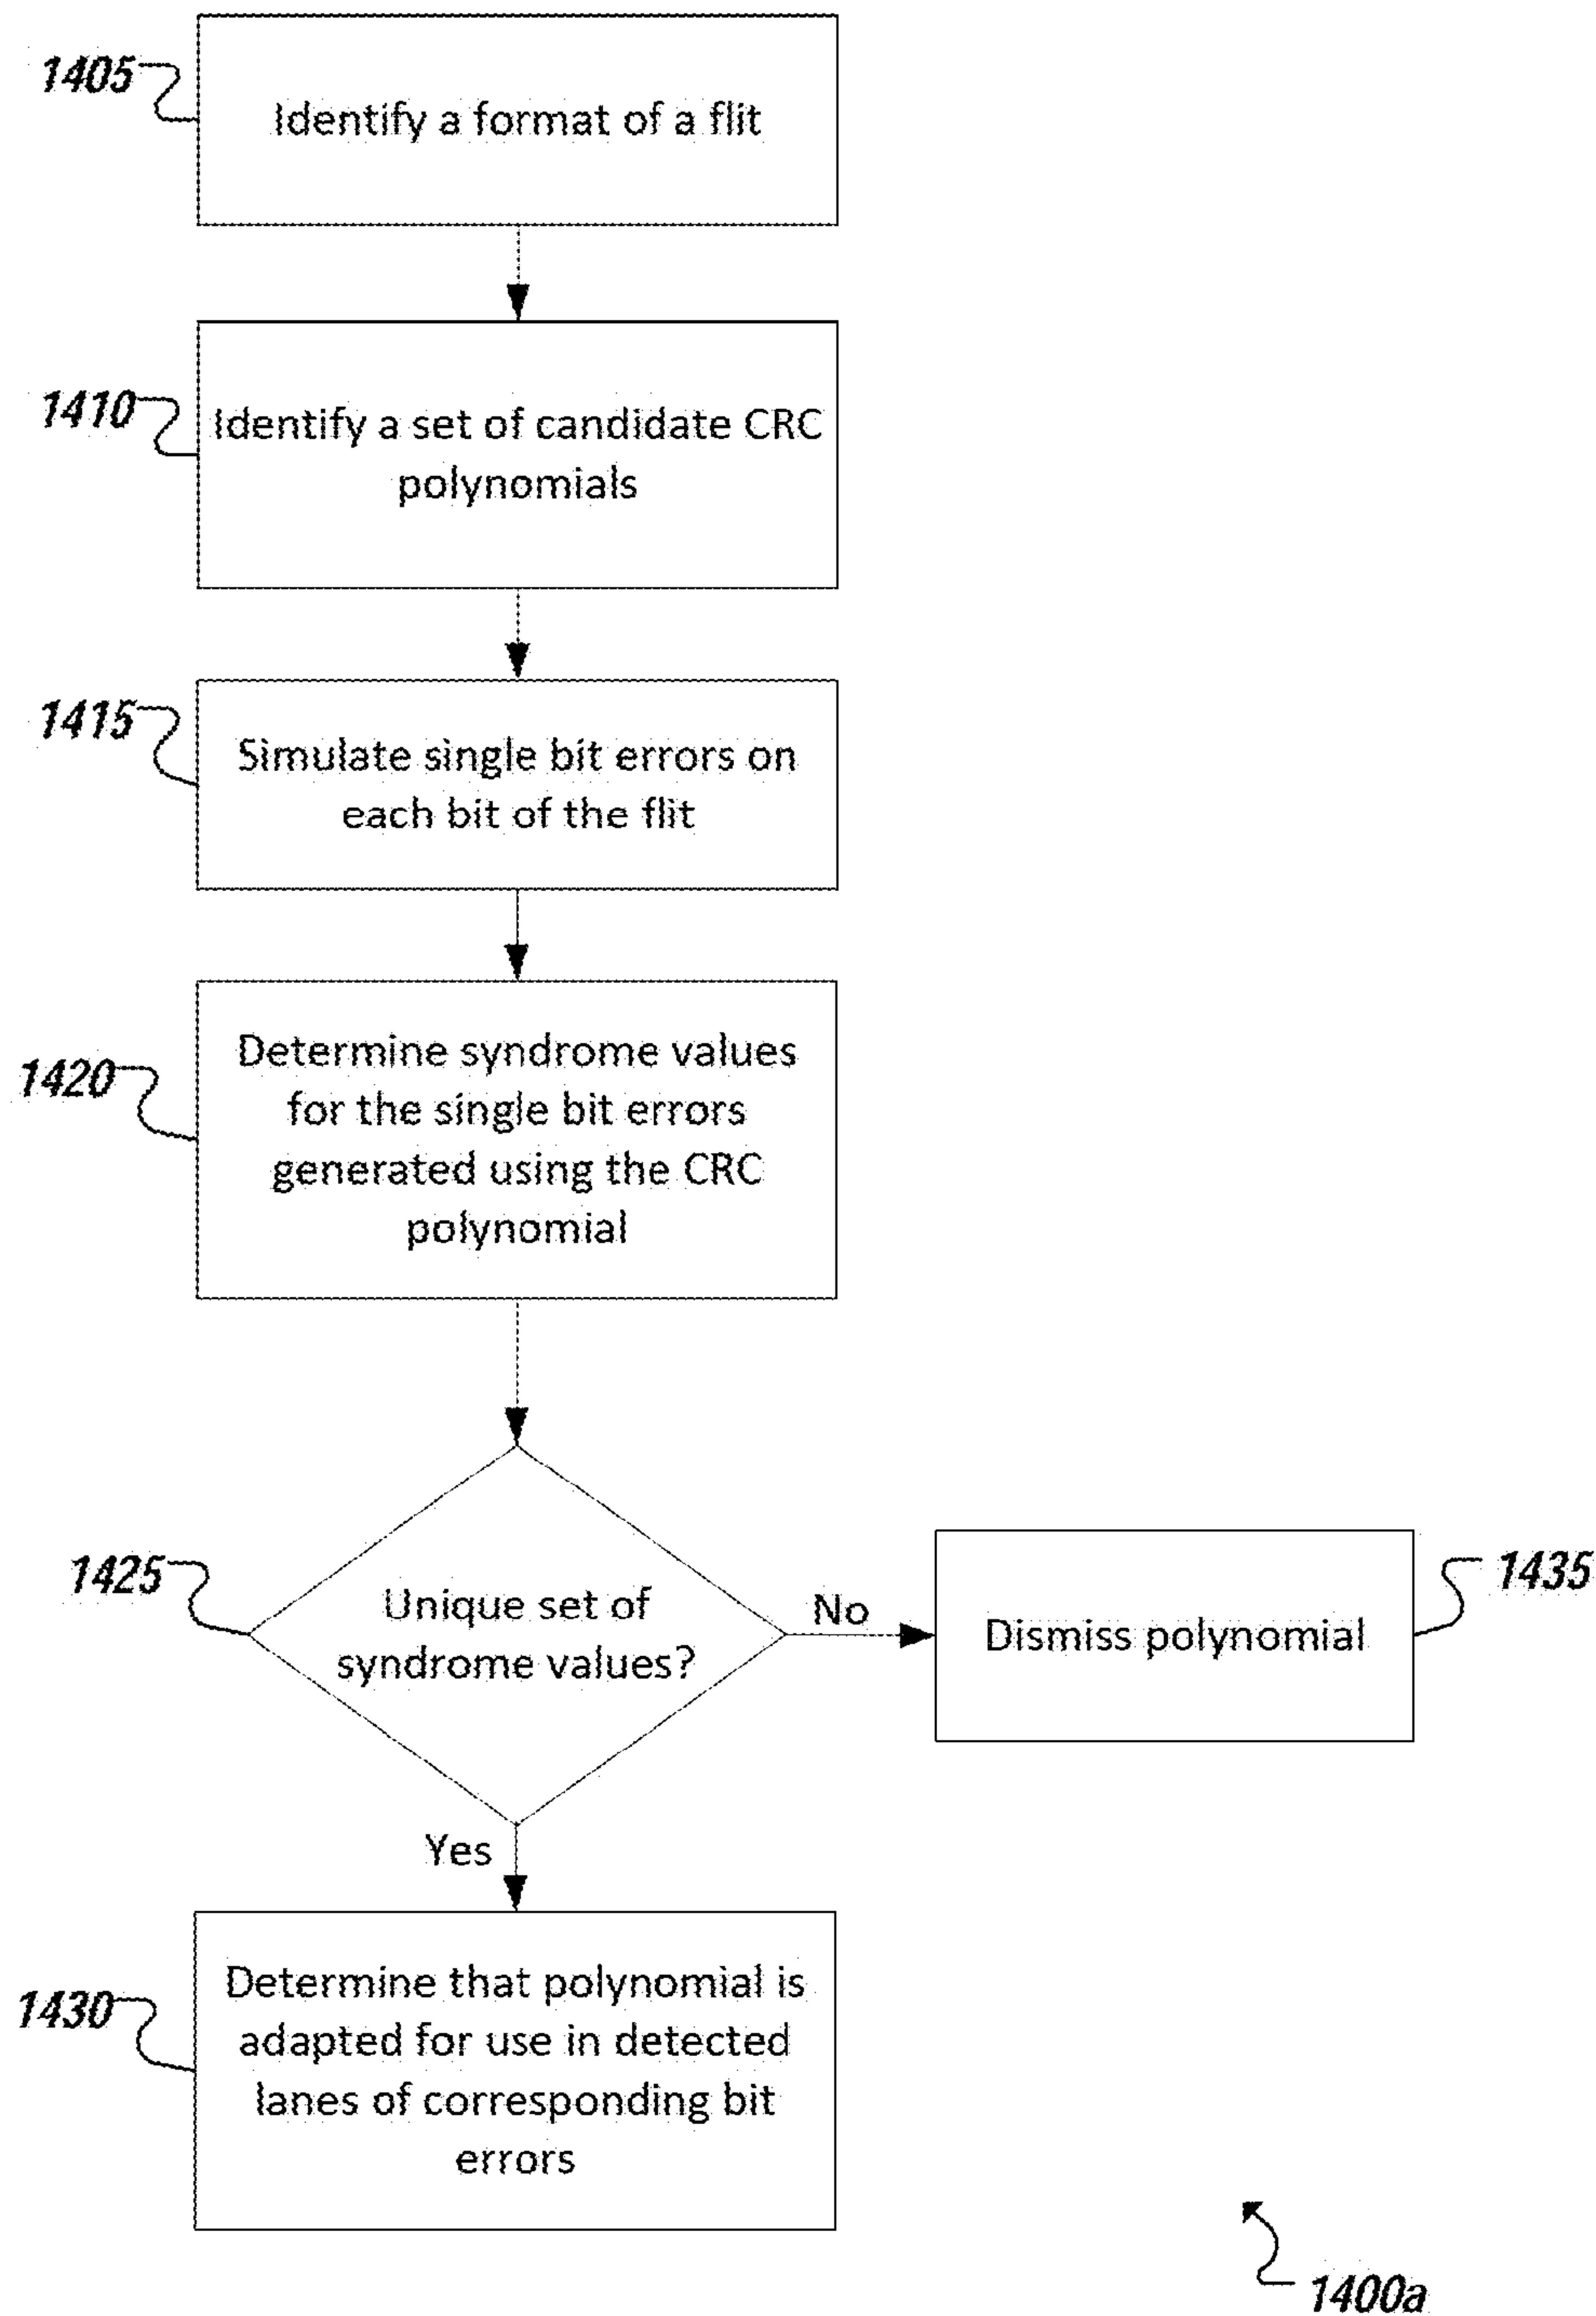 1405
Identify a format of a flit
1410
Identify a set of candidate CRC
polynomials
1415
Simulate single bit errors on
each bit of the flit
1420
Determine syndrome values
for the single bit errors
generated using the CRC
polynomial
1425
Unique set of
syndrome values?
No
Dismiss polynomial
1435
Yes
1430
Determine that polynomial is
adapted for use in detected
lanes of corresponding bit
errors
1400a